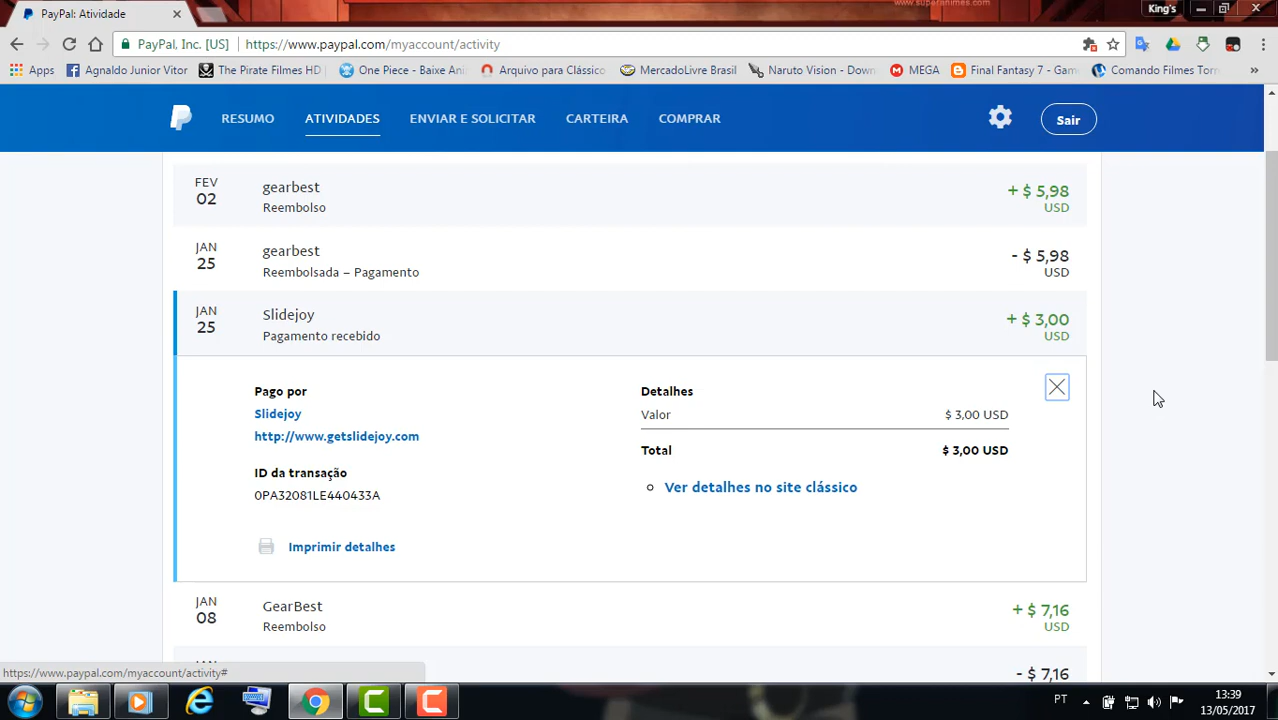 www.superanimes.com
PayPal: Atividade
King's
PayPal, Inc. [US]
https://www.paypal.com/myaccount/activity
Apps
Agnaldo Junior Vitor
The Pirate Filmes HD
One Piece - Baixe Ani
Arquivo para Clássico
MercadoLivre Brasil
Naruto Vision - Down
MEGA
Final Fantasy 7 - Gam
Comando Filmes Torr
»
RESUMO
ATIVIDADES
ENVIAR E SOLICITAR
CARTEIRA
COMPRAR
Sair
FEV
02
gearbest
Reembolso
+ $ 5,98
USD
JAN
25
gearbest
Reembolsada – Pagamento
- $ 5,98
USD
JAN
25
Slidejoy
Pagamento recebido
+ $ 3,00
USD
Pago por
Slidejoy
http://www.getslidejoy.com
ID da transação
0PA32081LE440433A
Imprimir detalhes
Detalhes
Valor $ 3,00 USD
Total $ 3,00 USD
Ver detalhes no site clássico
JAN
08
GearBest
Reembolso
+ $ 7,16
USD
- $ 7,16
https://www.paypal.com/myaccount/activity#
PT
13:39
13/05/2017